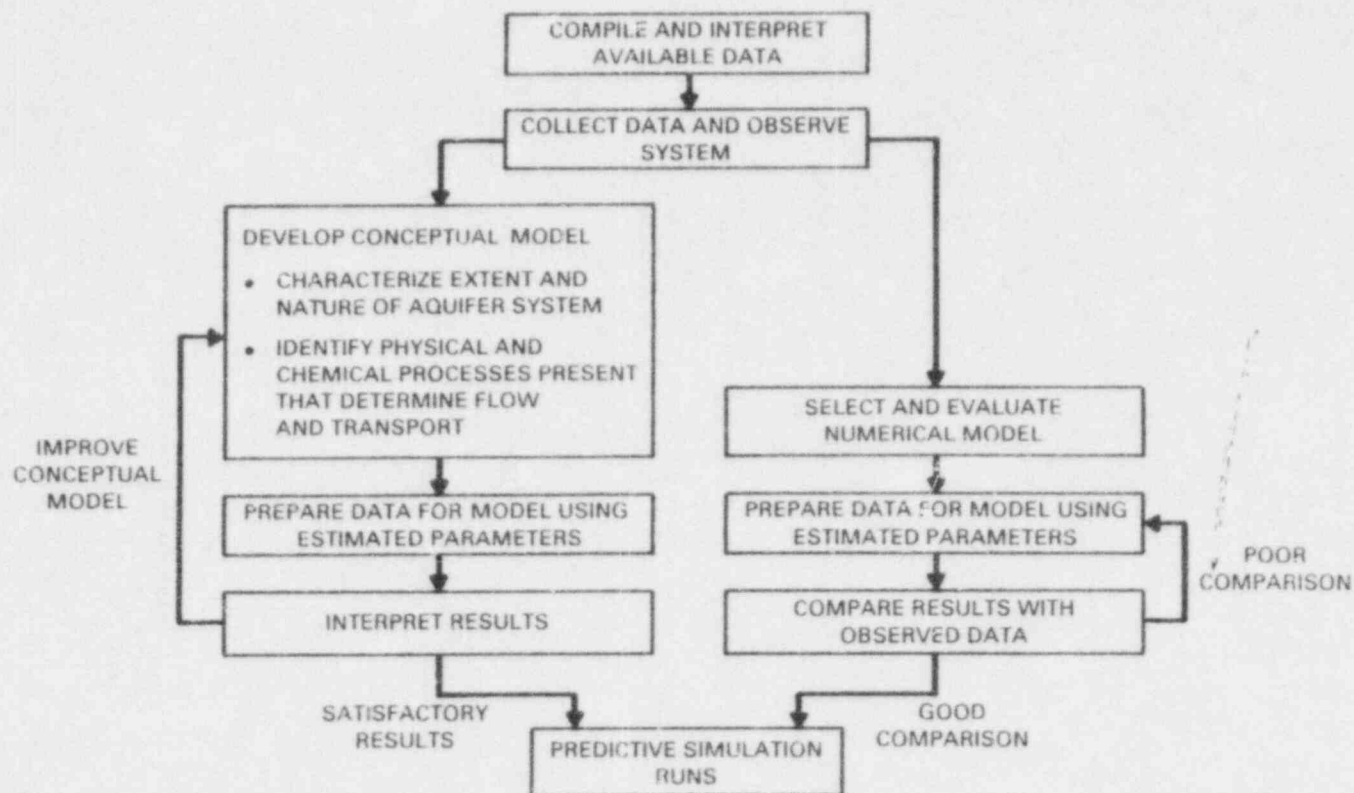 COMPILE AND INTERPRET
AVAILABLE DATA
COLLECT DATA AND OBSERVE
SYSTEM
DEVELOP CONCEPTUAL MODEL
• CHARACTERIZE EXTENT AND
NATURE OF AQUIFER SYSTEM
• IDENTIFY PHYSICAL AND
CHEMICAL PROCESSES PRESENT
THAT DETERMINE FLOW
AND TRANSPORT
IMPROVE
CONCEPTUAL
MODEL
PREPARE DATA FOR MODEL USING
ESTIMATED PARAMETERS
INTERPRET RESULTS
SATISFACTORY
RESULTS
SELECT AND EVALUATE
NUMERICAL MODEL
PREPARE DATA FOR MODEL USING
ESTIMATED PARAMETERS
POOR
COMPARISON
COMPARE RESULTS WITH
OBSERVED DATA
GOOD
COMPARISON
PREDICTIVE SIMULATION
RUNS